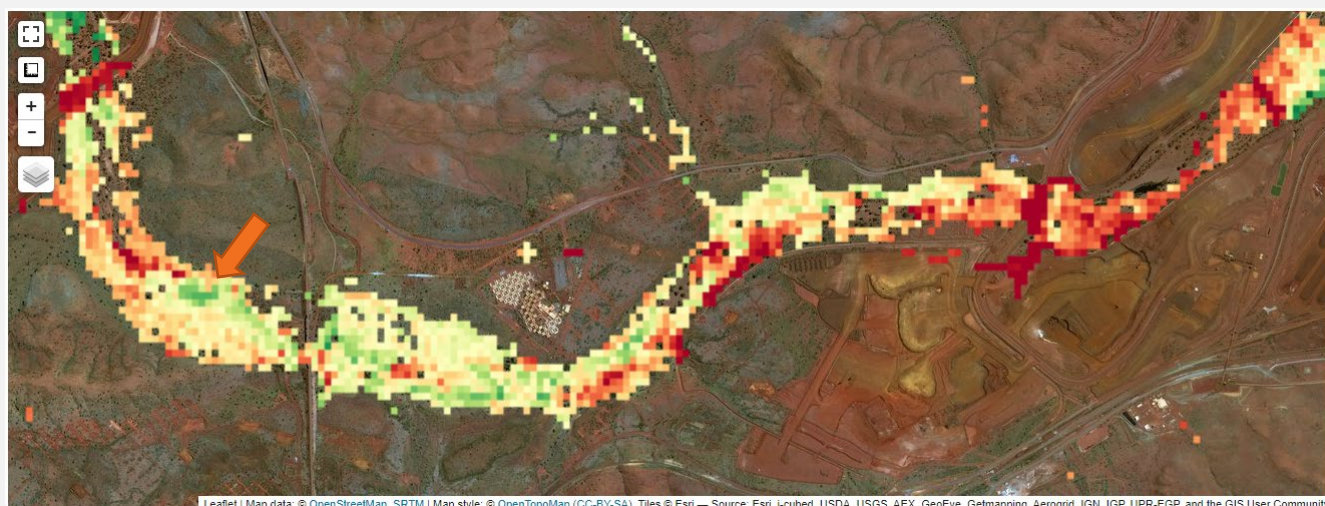 +
−
Leaflet | Map data: © OpenStreetMap, SRTM | Map style: © OpenTopoMap (CC-BY-SA), Tiles © Esri — Source: Esri, i-cubed, USDA, USGS, AEX, GeoEye, Getmapping, Aerogrid, IGN, IGP, UPR-EGP, and the GIS User Communit